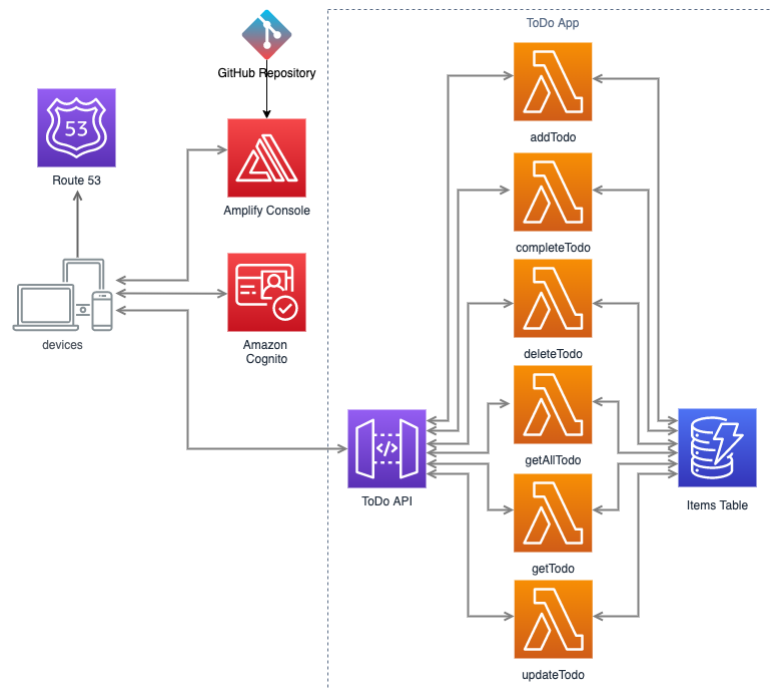 ToDo App
GitHub Repository
addTodo
53
Route 53
Amplify Console
completeTodo
devices
Amazon
Cognito
deleteTodo
</>
ToDo API
getAllTodo
Items Table
getTodo
updateTodo